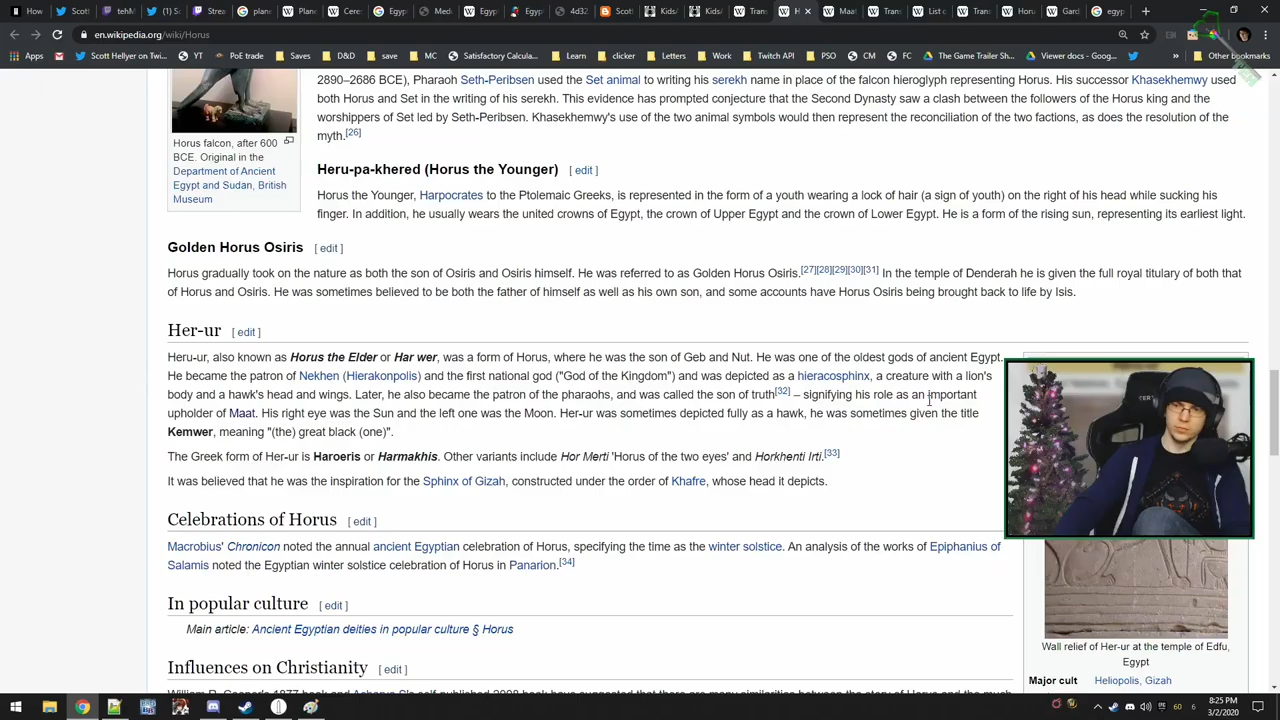 S
tehM
(1) S
Stre
plane
Plane
Cere
Egyp
Med
Egyp
Egyp
4d32
Scot
Kids/
Kids/
Trans
H
Maat
Trans
List c
Trans
Horu
Gard
egyp
en.wikipedia.org/wiki/Horus
Apps
Scott Hellyer on Tw...
YT
PoE trade
Saves
D&D
save
MC
Satisfactory Calcula...
Learn
clicker
Letters
Work
Twitch API
PSO
CM
FC
The Game Trailer Sh...
Viewer docs - Goog...
Other bookmarks
2890–2686 BCE), Pharaoh Seth-Peribsen used the Set animal to writing his serekh name in place of the falcon hieroglyph representing Horus. His successor Khasekhemwy used
both Horus and Set in the writing of his serekh. This evidence has prompted conjecture that the Second Dynasty saw a clash between the followers of the Horus king and the
worshippers of Set led by Seth-Peribsen. Khasekhemwy's use of the two animal symbols would then represent the reconciliation of the two factions, as does the resolution of the
myth.[26]
Horus falcon, after 600
BCE. Original in the
Department of Ancient
Egypt and Sudan, British
Museum
Heru-pa-khered (Horus the Younger) [ edit ]
Horus the Younger, Harpocrates to the Ptolemaic Greeks, is represented in the form of a youth wearing a lock of hair (a sign of youth) on the right of his head while sucking his
finger. In addition, he usually wears the united crowns of Egypt, the crown of Upper Egypt and the crown of Lower Egypt. He is a form of the rising sun, representing its earliest light.
Golden Horus Osiris [ edit ]
Horus gradually took on the nature as both the son of Osiris and Osiris himself. He was referred to as Golden Horus Osiris.[27][28][29][30][31] In the temple of Denderah he is given the full royal titulary of both that
of Horus and Osiris. He was sometimes believed to be both the father of himself as well as his own son, and some accounts have Horus Osiris being brought back to life by Isis.
Her-ur [ edit ]
Heru-ur, also known as Horus the Elder or Har wer, was a form of Horus, where he was the son of Geb and Nut. He was one of the oldest gods of ancient Egypt.
He became the patron of Nekhen (Hierakonpolis) and the first national god ("God of the Kingdom") and was depicted as a hieracosphinx, a creature with a lion's
body and a hawk's head and wings. Later, he also became the patron of the pharaohs, and was called the son of truth[32] – signifying his role as an important
upholder of Maat. His right eye was the Sun and the left one was the Moon. Her-ur was sometimes depicted fully as a hawk, he was sometimes given the title
Kemwer, meaning "(the) great black (one)".
The Greek form of Her-ur is Haroeris or Harmakhis. Other variants include Hor Merti 'Horus of the two eyes' and Horkhenti Irti.[33]
It was believed that he was the inspiration for the Sphinx of Gizah, constructed under the order of Khafre, whose head it depicts.
Celebrations of Horus [ edit ]
Macrobius' Chronicon noted the annual ancient Egyptian celebration of Horus, specifying the time as the winter solstice. An analysis of the works of Epiphanius of
Salamis noted the Egyptian winter solstice celebration of Horus in Panarion.[34]
In popular culture [ edit ]
Main article: Ancient Egyptian deities in popular culture § Horus
Influences on Christianity [ edit ]
Wall relief of Her-ur at the temple of Edfu,
Egypt
Major cult Heliopolis, Gizah
60 6
8:25 PM
3/2/2020